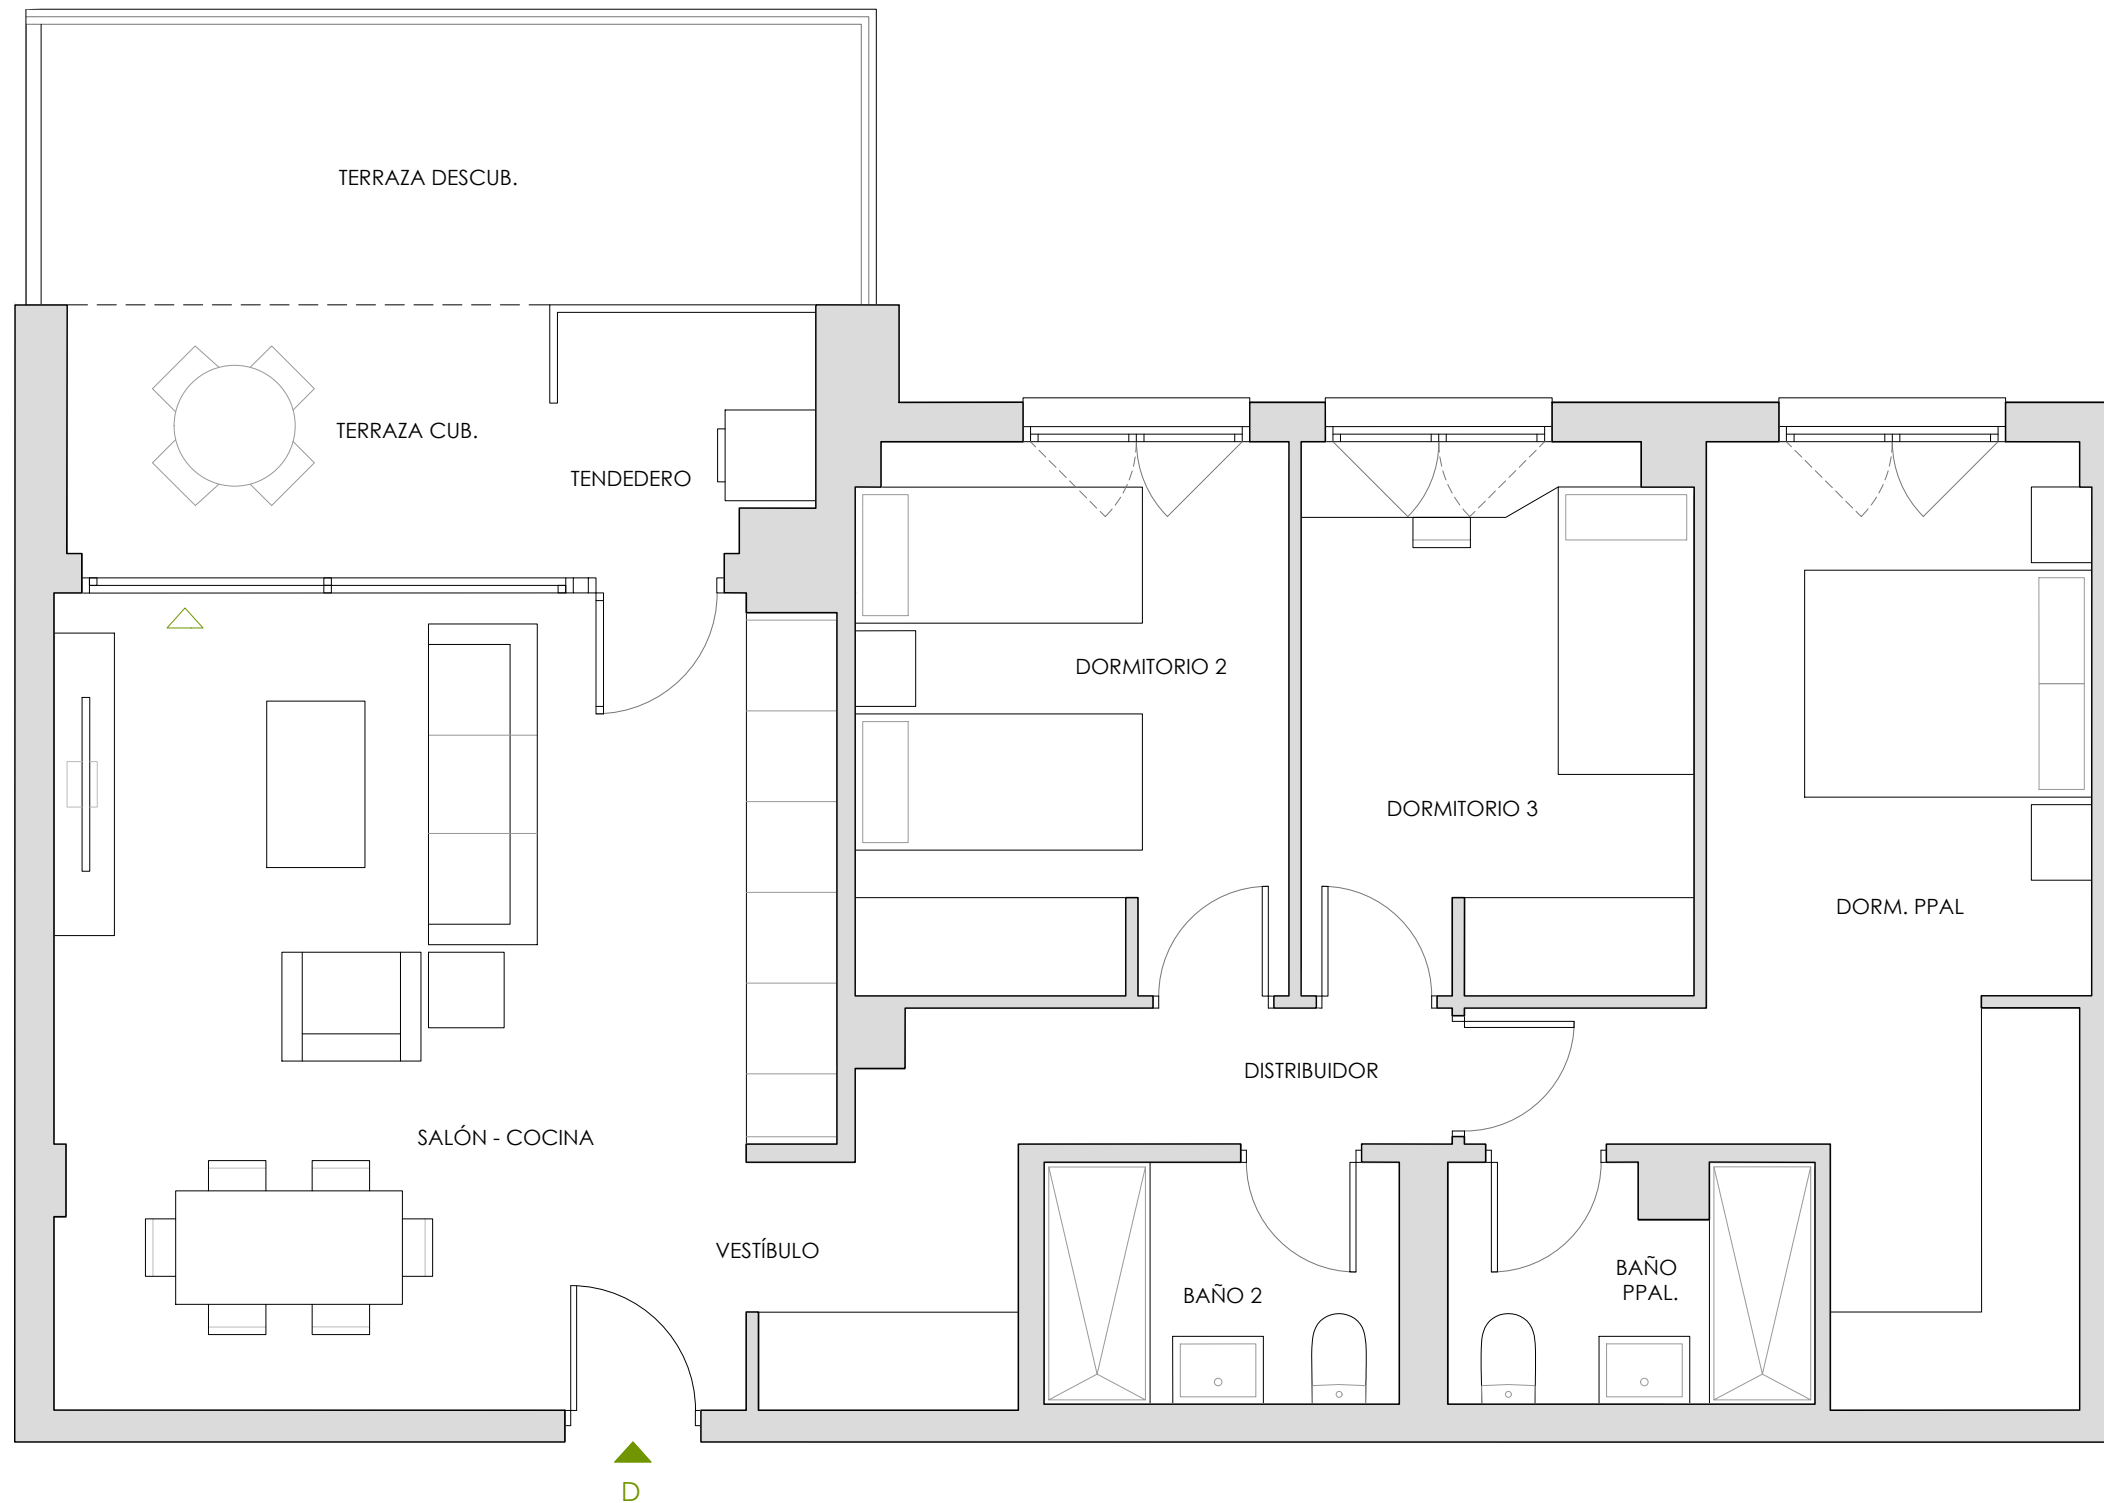 TERRAZA DESCUB.
TERRAZA CUB.
TENDEDERO
DORMITORIO 2
DORMITORIO 3
DORM. PPAL
DISTRIBUIDOR
SALÓN - COCINA
VESTÍBULO
BAÑO 2
BAÑO
PPAL.
D